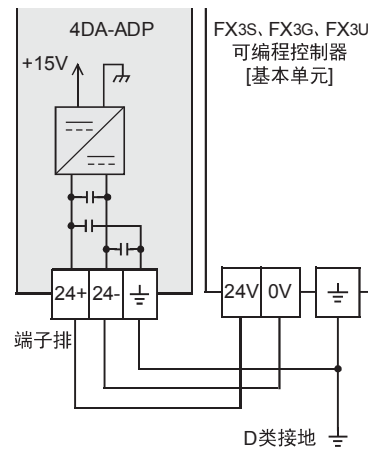 4DA-ADP
FX3S、FX3G、FX3U
可编程控制器
[基本单元]
+15V
24+
24-
24V
0V
端子排
D类接地